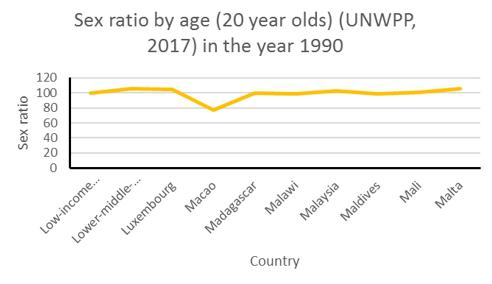 Sex ratio by age (20 year olds) (UNWPP,
2017) in the year 1990
120
100
80
60
40
20
0
Sex ratio
Low-income...
Lower-middle-...
Luxembourg
Macao
Madagascar
Malawi
Malaysia
Maldives
Mali
Malta
Country